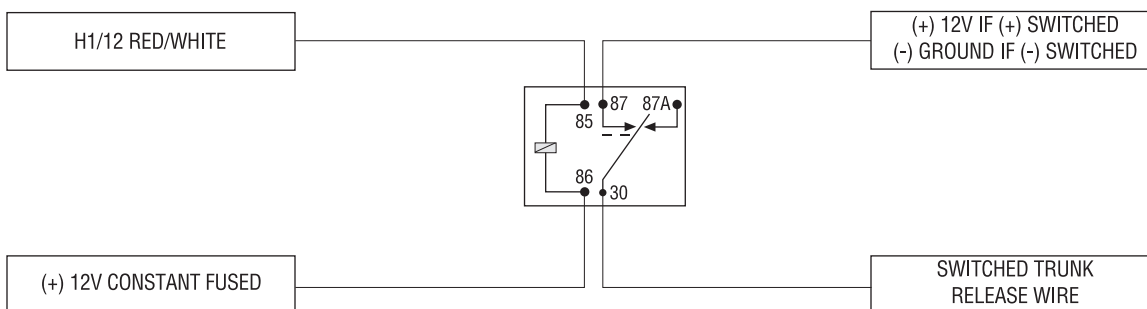 H1/12 RED/WHITE
(+) 12V IF (+) SWITCHED
(-) GROUND IF (-) SWITCHED
87
87A
85
86
30
(+) 12V CONSTANT FUSED
SWITCHED TRUNK
RELEASE WIRE